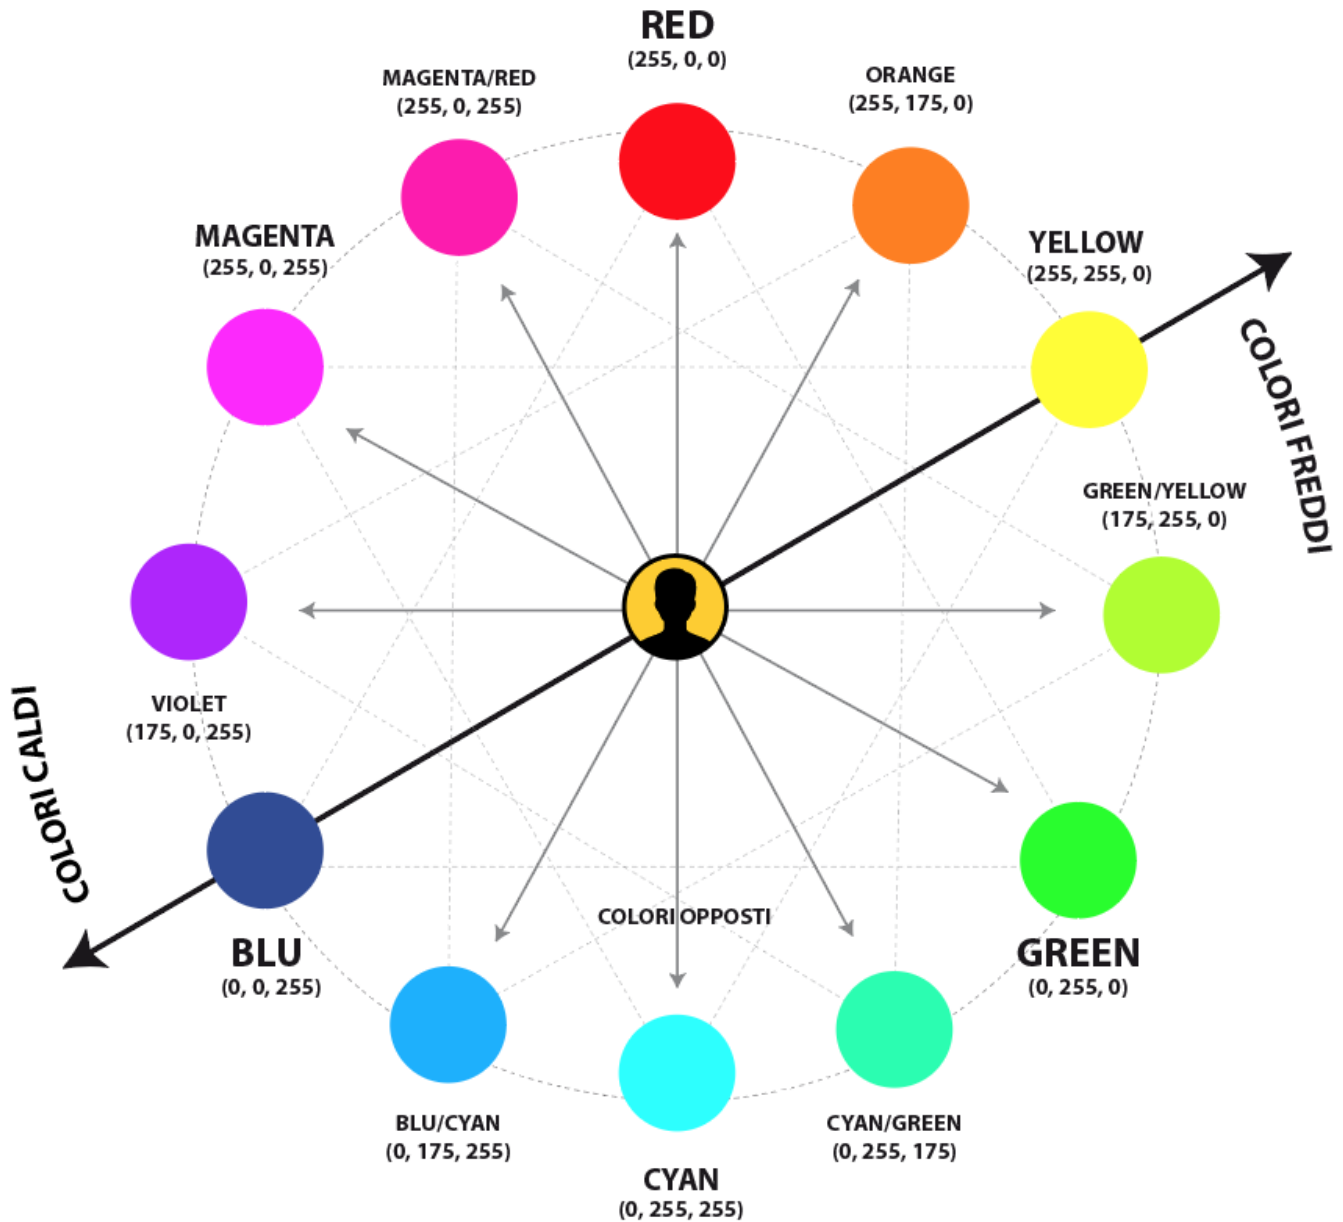 RED
(255, 0, 0)
MAGENTA/RED
(255, 0, 255)
ORANGE
(255, 175, 0)
MAGENTA
(255, 0, 255)
YELLOW
(255, 255, 0)
COLORI FREDDI
GREEN/YELLOW
(175, 255, 0)
VIOLET
(175, 0, 255)
COLORI CALDI
COLORI OPPOSTI
BLU
(0, 0, 255)
GREEN
(0, 255, 0)
BLU/CYAN
(0, 175, 255)
CYAN/GREEN
(0, 255, 175)
CYAN
(0, 255, 255)